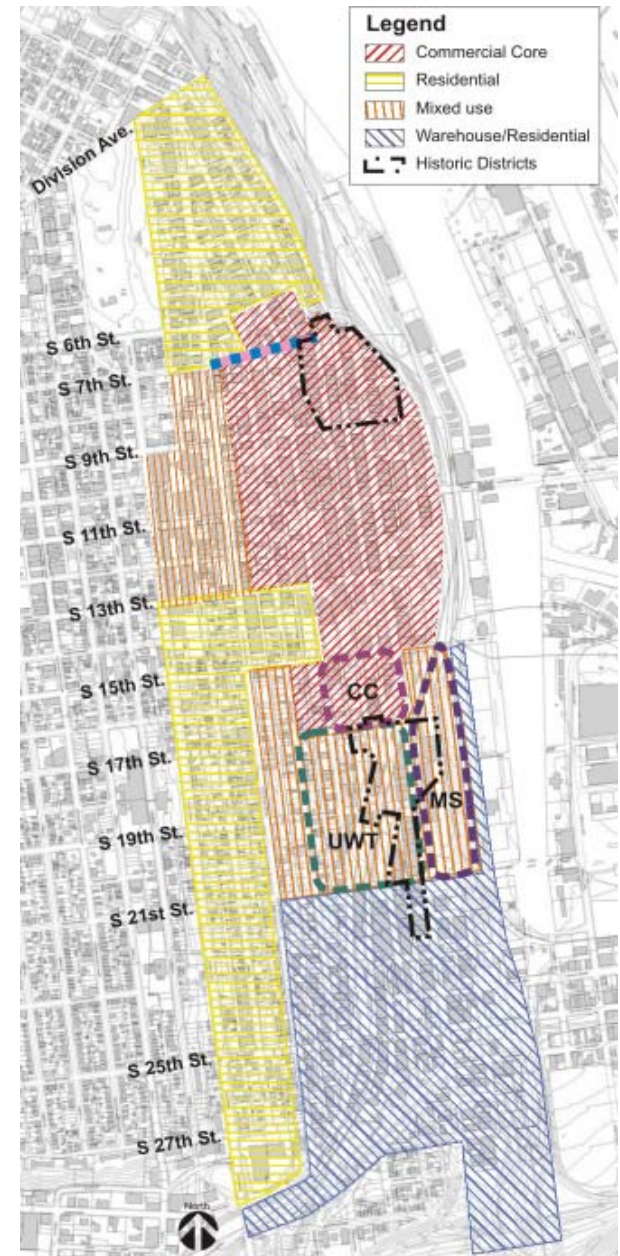 Legend
Commercial Core
Residential
Mixed use
Warehouse/Residential
Historic Districts
Division Ave.
S 6th St.
S 7th St.
S 9th St.
S 11th St.
S 13th St.
S 15th St.
CC
S 17th St.
MS
S 19th St.
UWT
S 21st St.
S 25th St.
S 27th St.
North